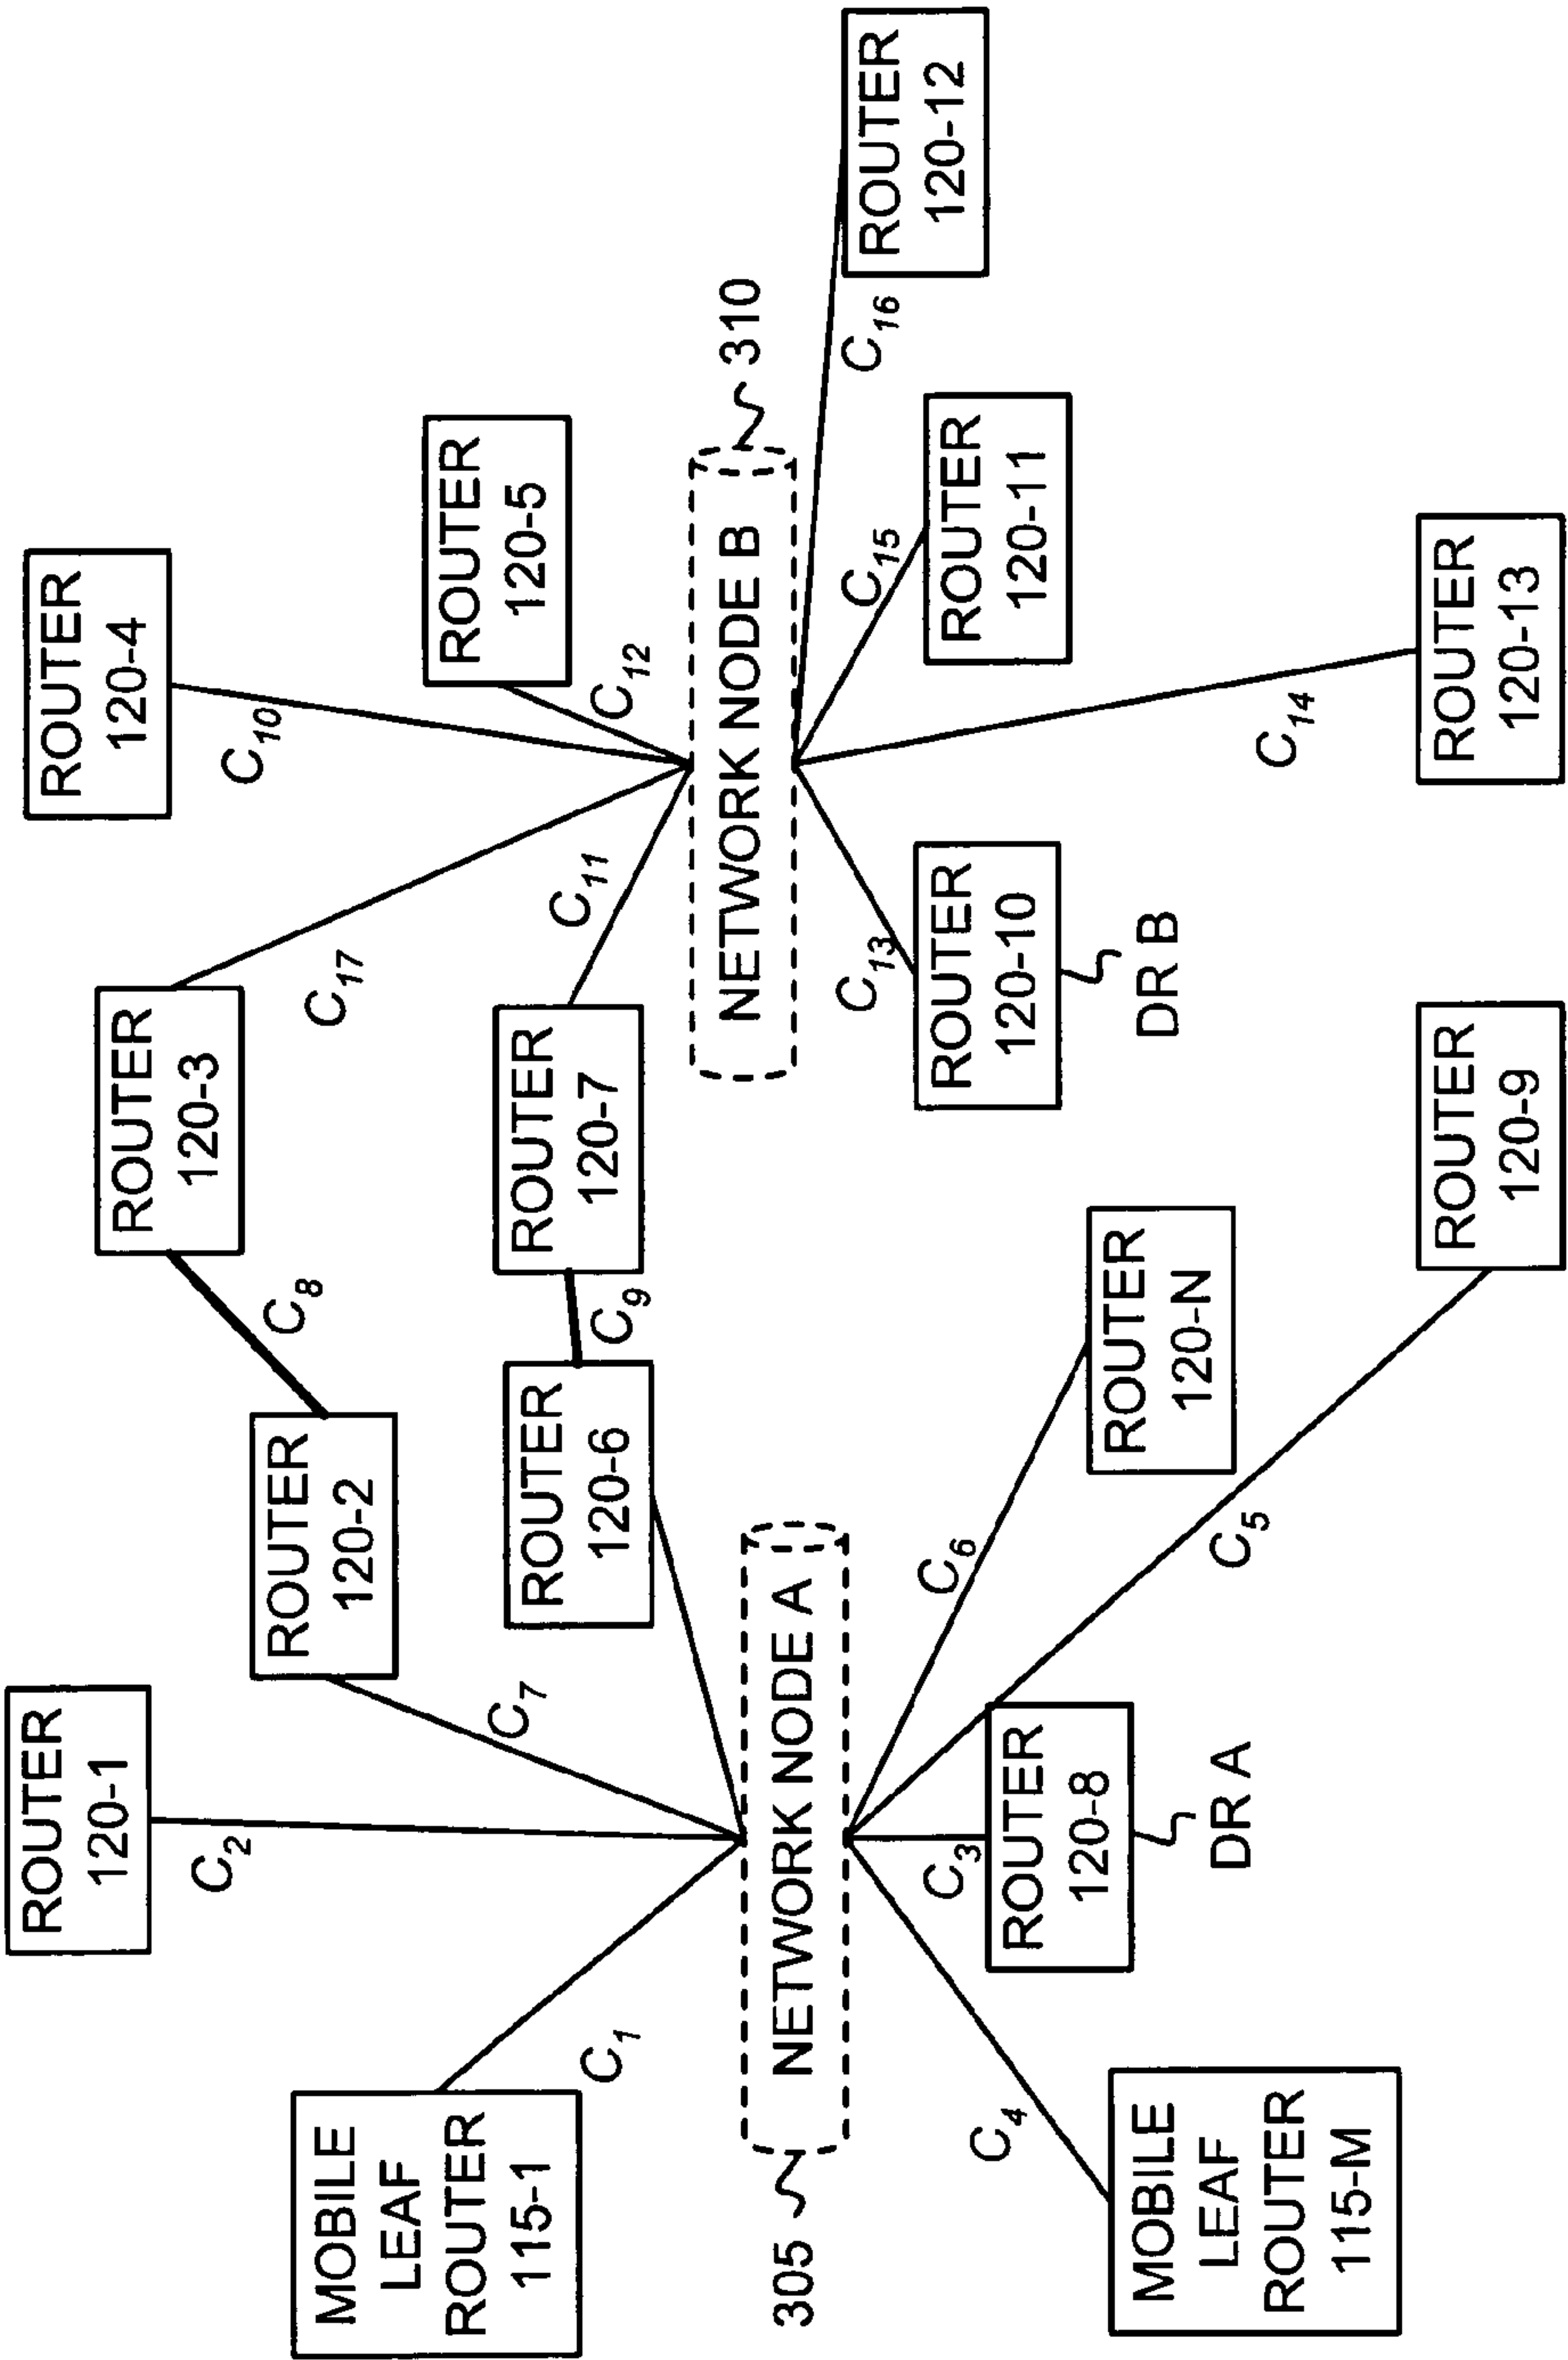 ROUTER
120-1
ROUTER
120-4
ROUTER
120-3
ROUTER
120-2
ROUTER
120-5
MOBILE
LEAF
ROUTER
115-1
ROUTER
120-6
ROUTER
120-7
C1
C2
C7
C8
C9
C17
C10
C11
C12
305
NETWORK NODE A
NETWORK NODE B
310
C4
C3
C6
C5
C13
C15
C16
C14
MOBILE
LEAF
ROUTER
115-M
ROUTER
120-8
DR A
ROUTER
120-N
ROUTER
120-9
ROUTER
120-10
DR B
ROUTER
120-11
ROUTER
120-12
ROUTER
120-13